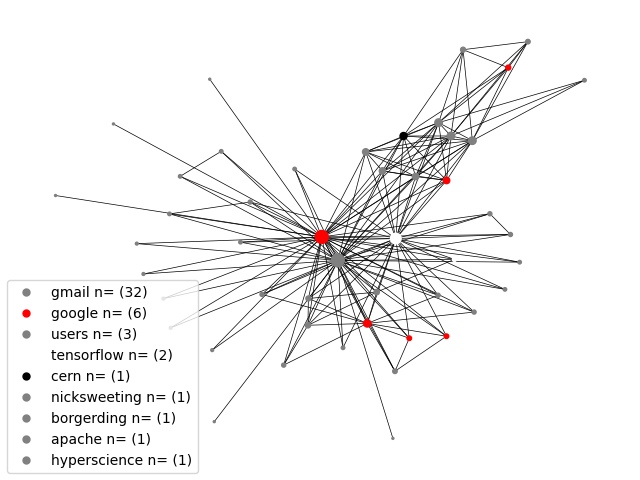 gmail n= (32)
google n= (6)
users n= (3)
tensorflow n= (2)
cern n= (1)
nicksweeting n= (1)
borgerding n= (1)
apache n= (1)
hyperscience n= (1)